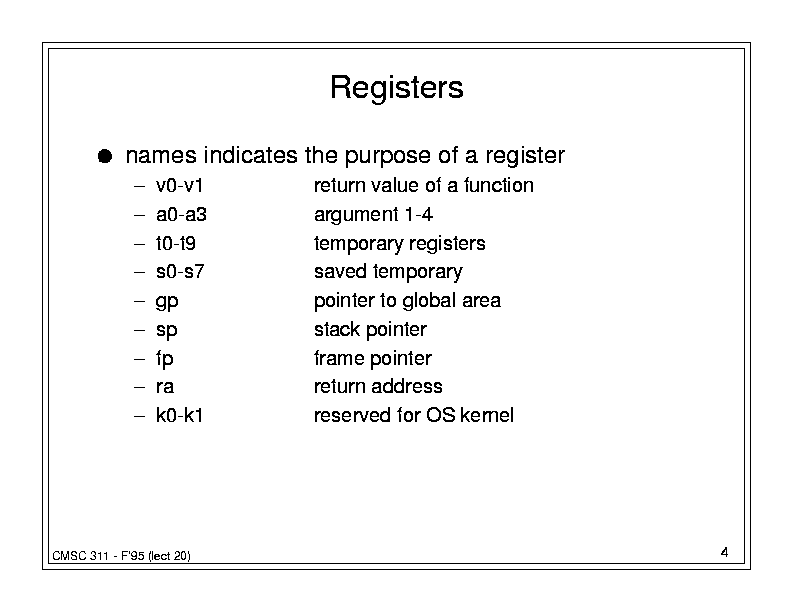 Registers
● names indicates the purpose of a register
– v0-v1 return value of a function
– a0-a3 argument 1-4
– t0-t9 temporary registers
– s0-s7 saved temporary
– gp pointer to global area
– sp stack pointer
– fp frame pointer
– ra return address
– k0-k1 reserved for OS kernel
CMSC 311 - F'95 (lect 20)
4